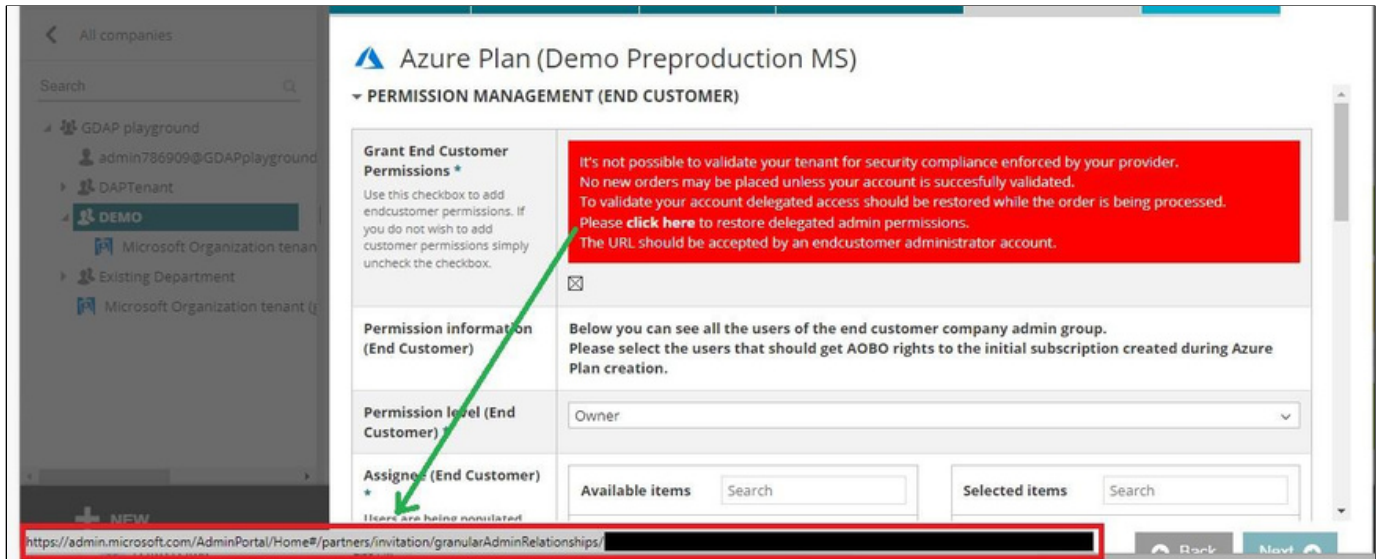 All companies
Search
GDAP playground
admin786909@GDAPplayground
DAPTenant
DEMO
Microsoft Organization tenan
Existing Department
Microsoft Organization tenant (
NEW
Azure Plan (Demo Preproduction MS)
PERMISSION MANAGEMENT (END CUSTOMER)
Grant End Customer
Permissions *
Use this checkbox to add
endcustomer permissions. If
you do not wish to add
customer permissions simply
uncheck the checkbox.
It's not possible to validate your tenant for security compliance enforced by your provider.
No new orders may be placed unless your account is succesfully validated.
To validate your account delegated access should be restored while the order is being processed.
Please click here to restore delegated admin permissions.
The URL should be accepted by an endcustomer administrator account.
Permission information
(End Customer)
Below you can see all the users of the end customer company admin group.
Please select the users that should get AOBO rights to the initial subscription created during Azure
Plan creation.
Permission level (End
Customer) *
Owner
Assignee (End Customer)
*
Users are being populated
Available items
Search
Selected items
Search
https://admin.microsoft.com/AdminPortal/Home#/partners/invitation/granularAdminRelationships/
Back
Next